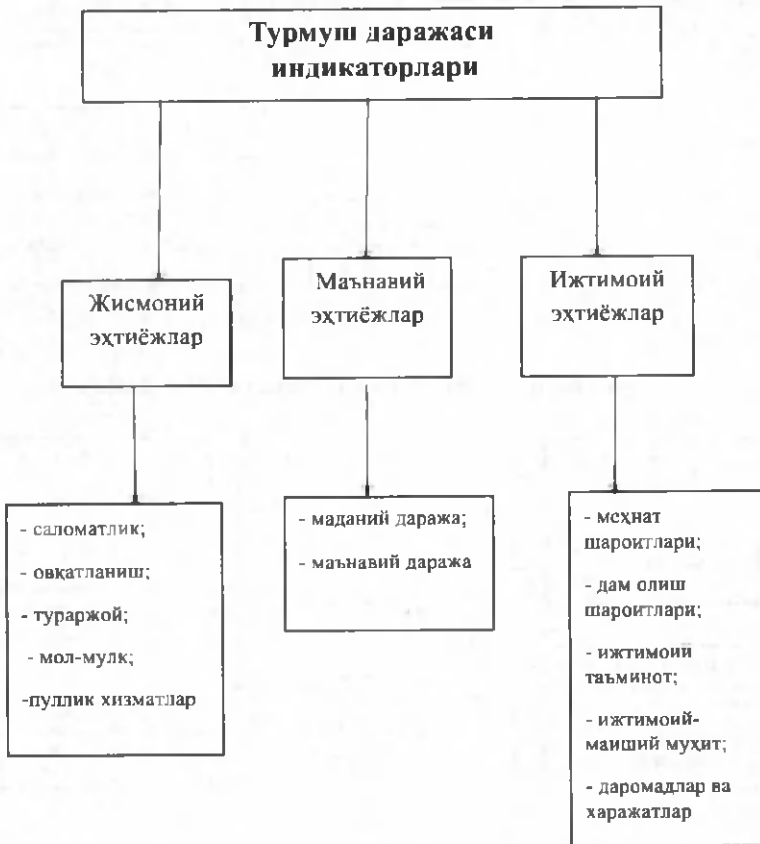 Турмуш даражаси
индикаторлари
Жисмоний
эҳтиёжлар
Маънавий
эҳтиёжлар
Ижтимоий
эҳтиёжлар
- саломатлик;
- овқатланиш;
- тураржой;
- мол-мулк;
-пуллик хизматлар
- маданий даража;
- маънавий даража
- меҳнат
шароитлари;
- дам олиш
шароитлари;
- ижтимоий
таъминот;
- ижтимоий-
маиший муҳит;
- даромадлар ва
харажатлар